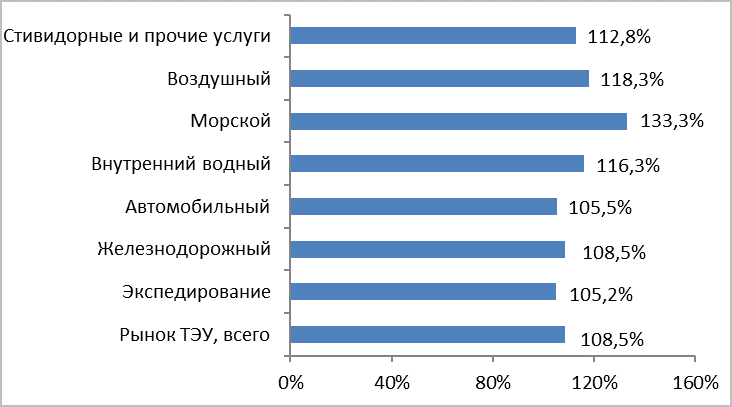 Стивидорные и прочие услуги 112,8%
Воздушный 118,3%
Морской 133,3%
Внутренний водный 116,3%
Автомобильный 105,5%
Железнодорожный 108,5%
Экспедирование 105,2%
Рынок ТЭУ, всего 108,5%
0% 40% 80% 120% 160%